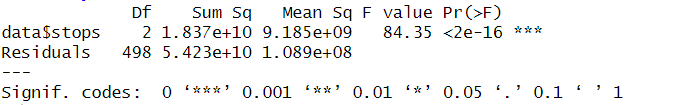 Df Sum Sq Mean Sq F value Pr(>F)
data$stops 2 1.837e+10 9.185e+09 84.35 <2e-16 ***
Residuals 498 5.423e+10 1.089e+08
---
Signif. codes: 0 ‘***’ 0.001 ‘**’ 0.01 ‘*’ 0.05 ‘.’ 0.1 ‘ ’ 1